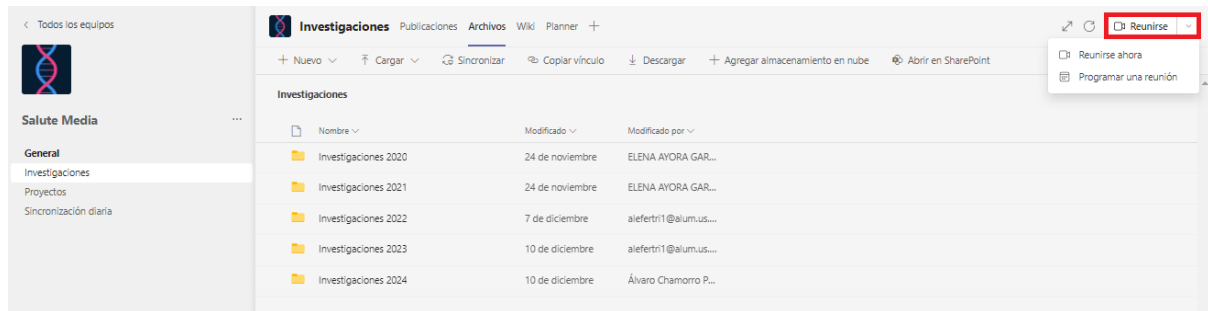 Todos los equipos
Salute Media
...
General
Investigaciones
Proyectos
Sincronización diaria
Investigaciones Publicaciones Archivos Wiki Planner
Reunirse
Reunirse ahora
Programar una reunión
Nuevo Cargar Sincronizar Copiar vínculo Descargar Agregar almacenamiento en nube Abrir en SharePoint
Investigaciones
Nombre Modificado Modificado por
Investigaciones 2020 24 de noviembre ELENA AYORA GAR...
Investigaciones 2021 24 de noviembre ELENA AYORA GAR...
Investigaciones 2022 7 de diciembre alefertri1@alum.us....
Investigaciones 2023 10 de diciembre alefertri1@alum.us....
Investigaciones 2024 10 de diciembre Álvaro Chamorro P...